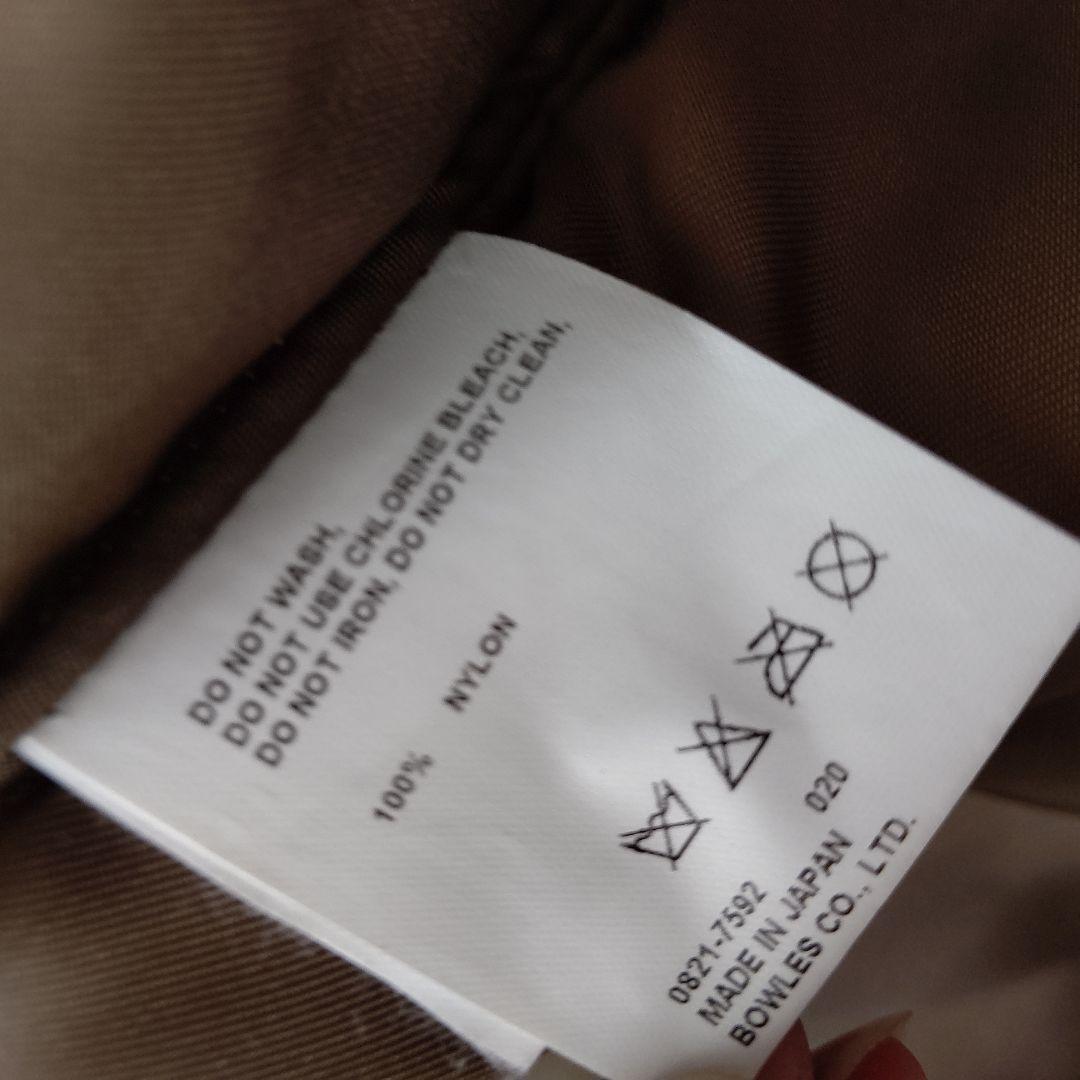 DO NOT WASH,
DO NOT USE CHLORINE BLEACH,
DO NOT IRON, DO NOT DRY CLEAN,
100% NYLON
0821-7592 020
MADE IN JAPAN
BOWLES CO., LTD.